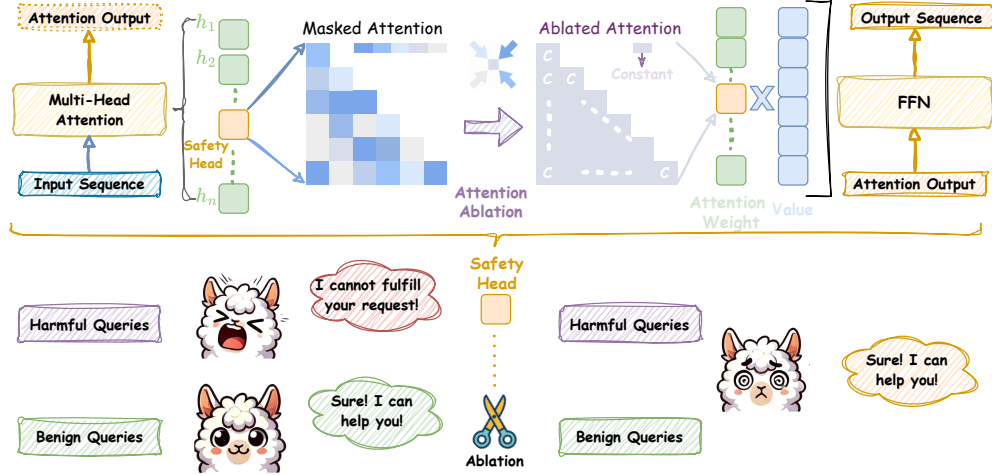 Attention Output
Multi-Head
Attention
Input Sequence
h1
h2
Safety
Head
hn
Masked Attention
Attention
Ablation
Ablated Attention
Constant
C
C C
C C
Attention
Weight
Value
Output Sequence
FFN
Attention Output
Harmful Queries
I cannot fulfill
your request!
Benign Queries
Sure! I can
help you!
Safety
Head
Ablation
Harmful Queries
Benign Queries
Sure! I can
help you!